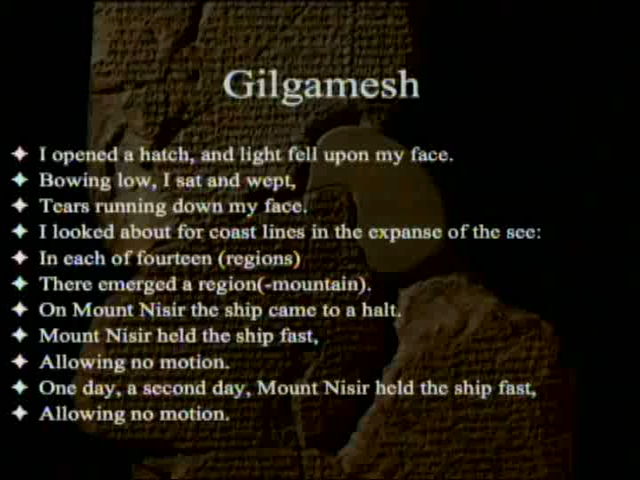 Gilgamesh
I opened a hatch, and light fell upon my face.
Bowing low, I sat and wept,
Tears running down my face.
I looked about for coast lines in the expanse of the see:
In each of fourteen (regions)
There emerged a region(-mountain).
On Mount Nisir the ship came to a halt.
Mount Nisir held the ship fast,
Allowing no motion.
One day, a second day, Mount Nisir held the ship fast,
Allowing no motion.